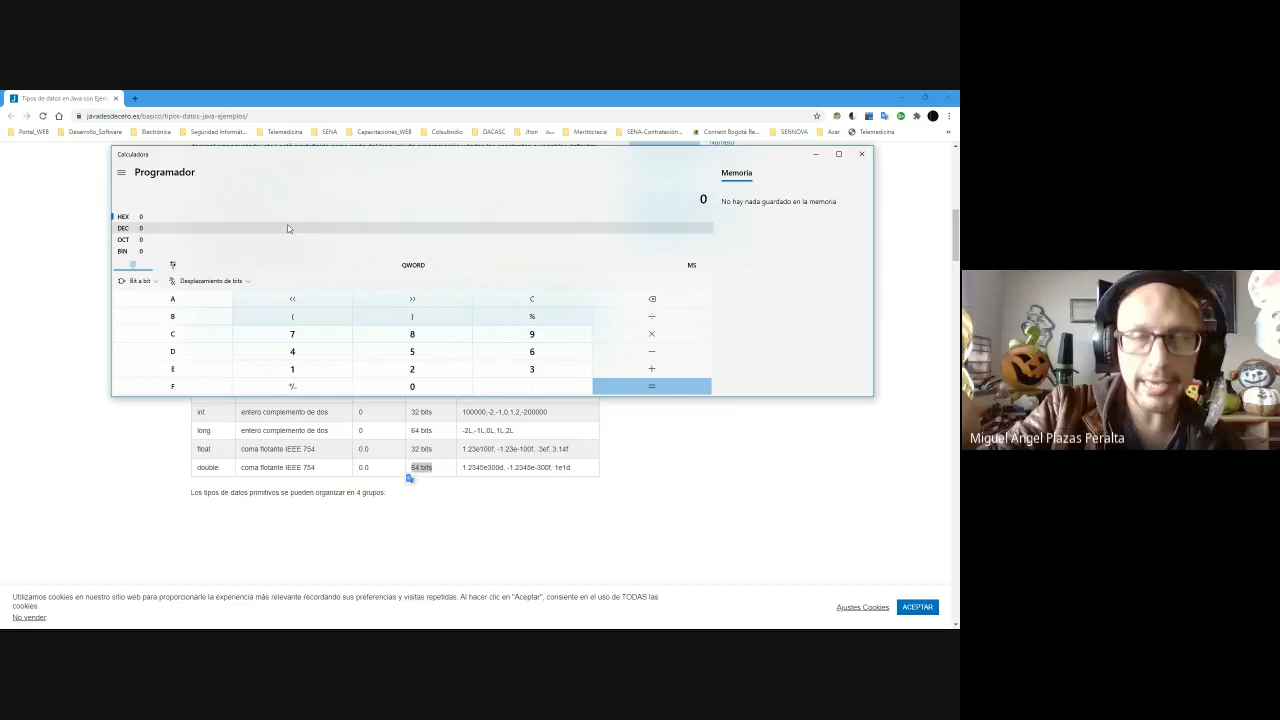 Tipos de datos en Java con Ejem
javadesdecero.es/basico/tipos-datos-java-ejemplos/
Portal_WEB Desarrollo_Software Electrónica Seguridad Informát... Telemedicina SENA Capacitaciones_WEB Colsubsidio DACASC Jhon Meritocracia SENA-Contratación... Connect Bogotá Re... SENNOVA Acer Telemedicina
Calculadora
Programador
Memoria
0
No hay nada guardado en la memoria
HEX 0
DEC 0
OCT 0
BIN 0
QWORD MS
Bit a bit Desplazamiento de bits
A << >> C
B ( ) % ÷
C 7 8 9 ×
D 4 5 6 −
E 1 2 3 +
F +/- 0 . =
int entero complemento de dos 0 32 bits 100000,-2,-1,0,1,2,-200000
long entero complemento de dos 0 64 bits -2L,-1L,0L,1L,2L
float coma flotante IEEE 754 0.0 32 bits 1.23e100f, -1.23e-100f, .3ef, 3.14f
double coma flotante IEEE 754 0.0 64 bits 1.2345e300d, -1.2345e-300f, 1e1d
Los tipos de datos primitivos se pueden organizar en 4 grupos:
Utilizamos cookies en nuestro sitio web para proporcionarle la experiencia más relevante recordando sus preferencias y visitas repetidas. Al hacer clic en "Aceptar", consiente en el uso de TODAS las
cookies.
No vender.
Ajustes Cookies ACEPTAR
Miguel Angel Plazas Peralta